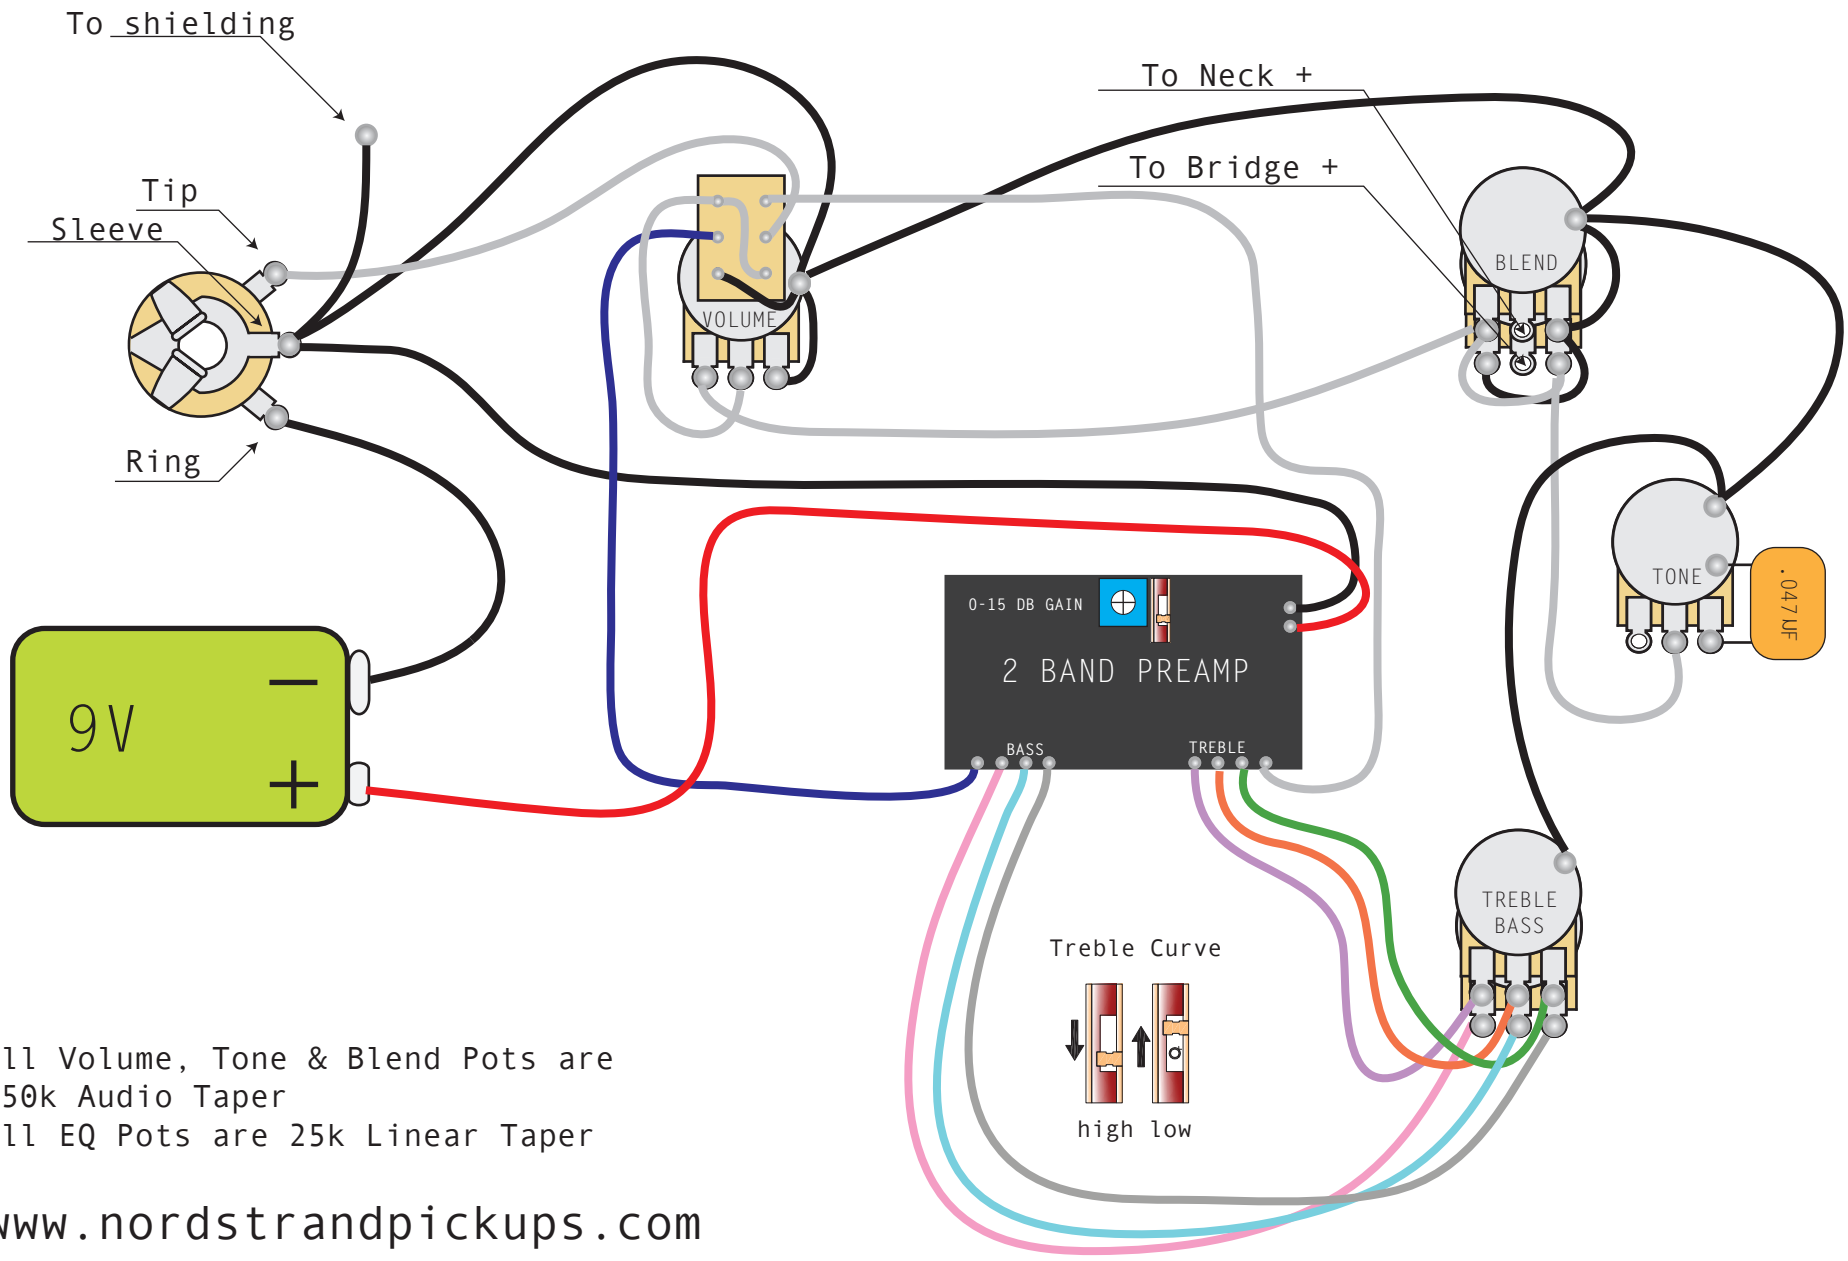 To shielding
To Neck +
To Bridge +
Tip
Sleeve
BLEND
VOLUME
Ring
TONE
.047UF
0-15 DB GAIN
2 BAND PREAMP
9V
− 
+
BASS
TREBLE
TREBLE
BASS
Treble Curve
high low
ll Volume, Tone & Blend Pots are
50k Audio Taper
ll EQ Pots are 25k Linear Taper
www.nordstrandpickups.com